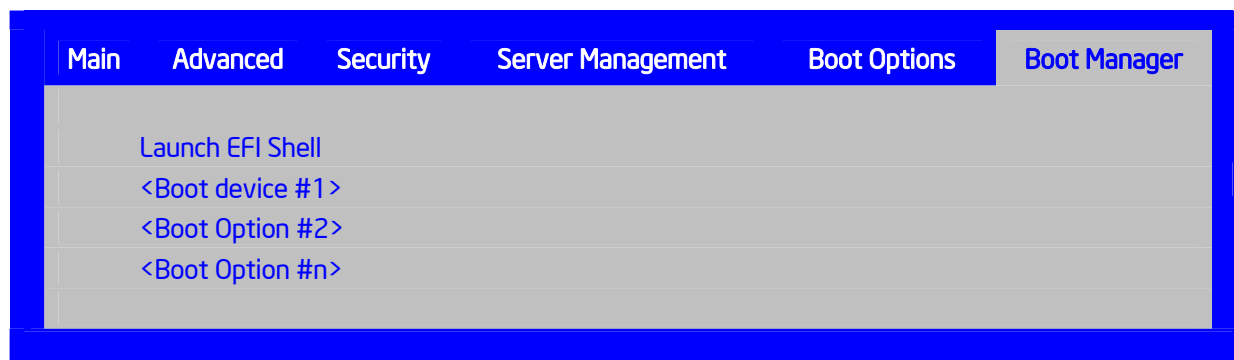 Main Advanced Security Server Management Boot Options Boot Manager
Launch EFI Shell
<Boot device #1>
<Boot Option #2>
<Boot Option #n>